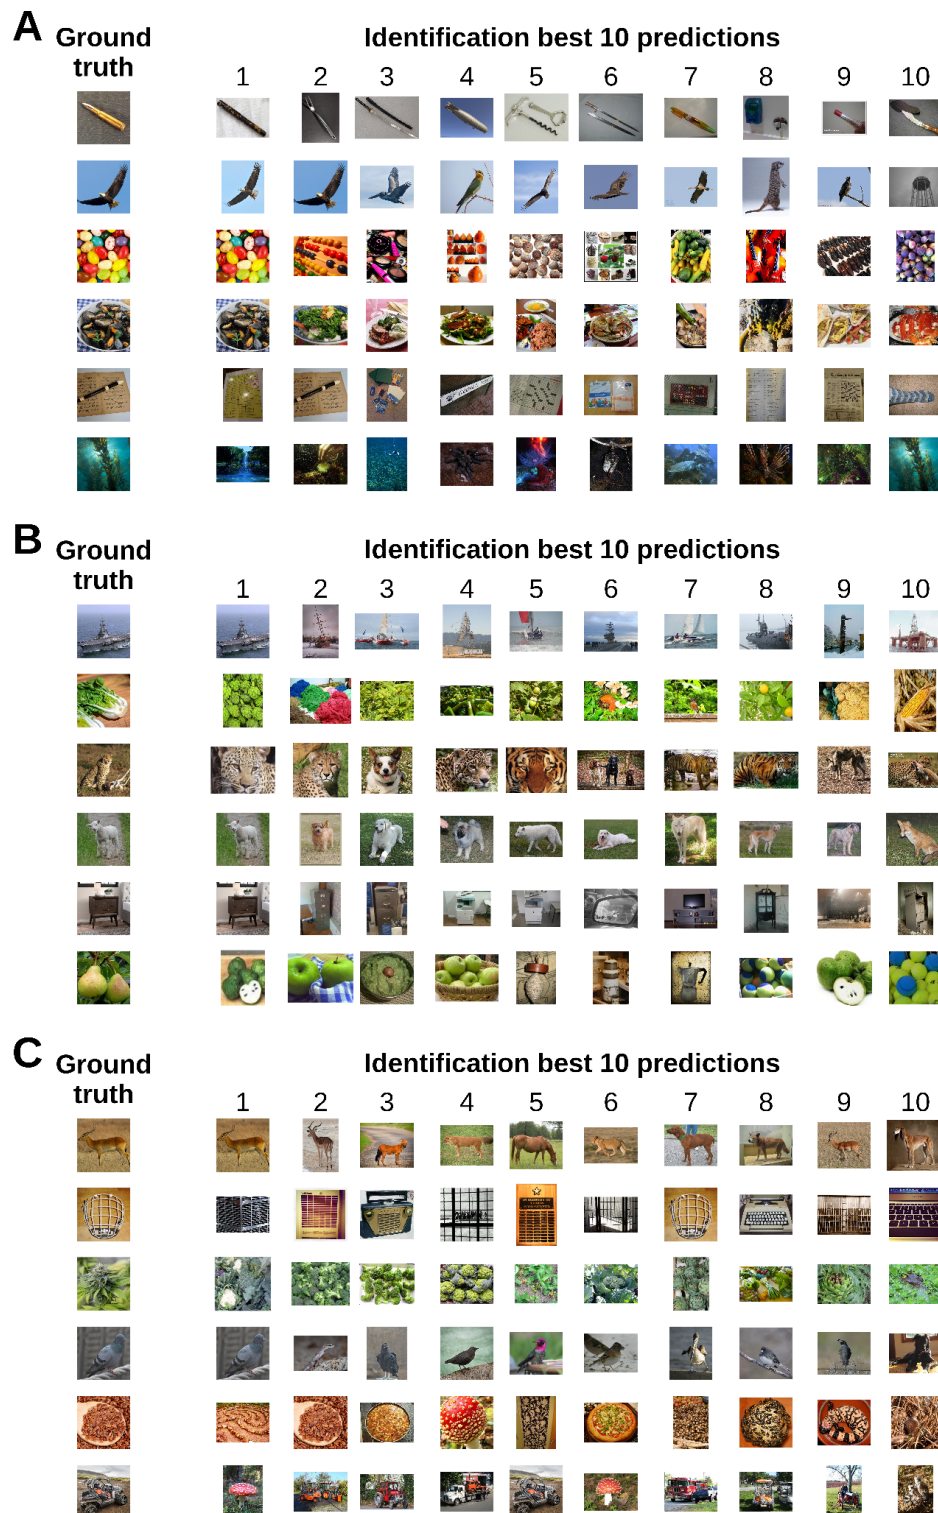 A
Ground
truth
Identification best 10 predictions
1 2 3 4 5 6 7 8 9 10
B
Ground
truth
Identification best 10 predictions
1 2 3 4 5 6 7 8 9 10
C
Ground
truth
Identification best 10 predictions
1 2 3 4 5 6 7 8 9 10